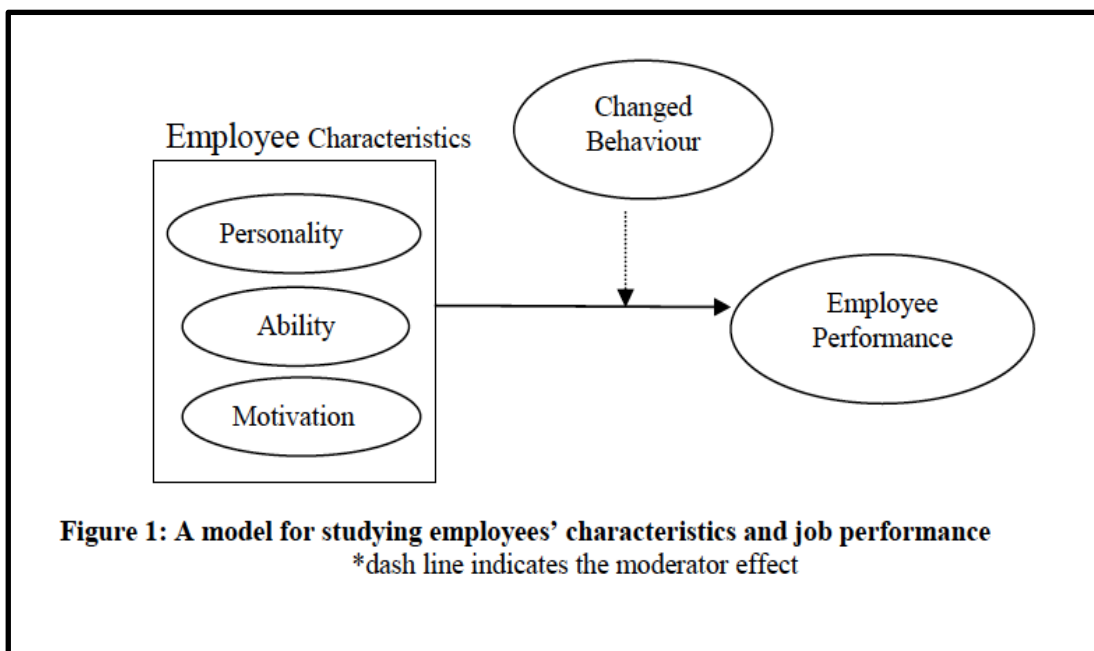 Changed
Behaviour
Employee Characteristics
Personality
Ability
Motivation
Employee
Performance
Figure 1: A model for studying employees’ characteristics and job performance
*dash line indicates the moderator effect